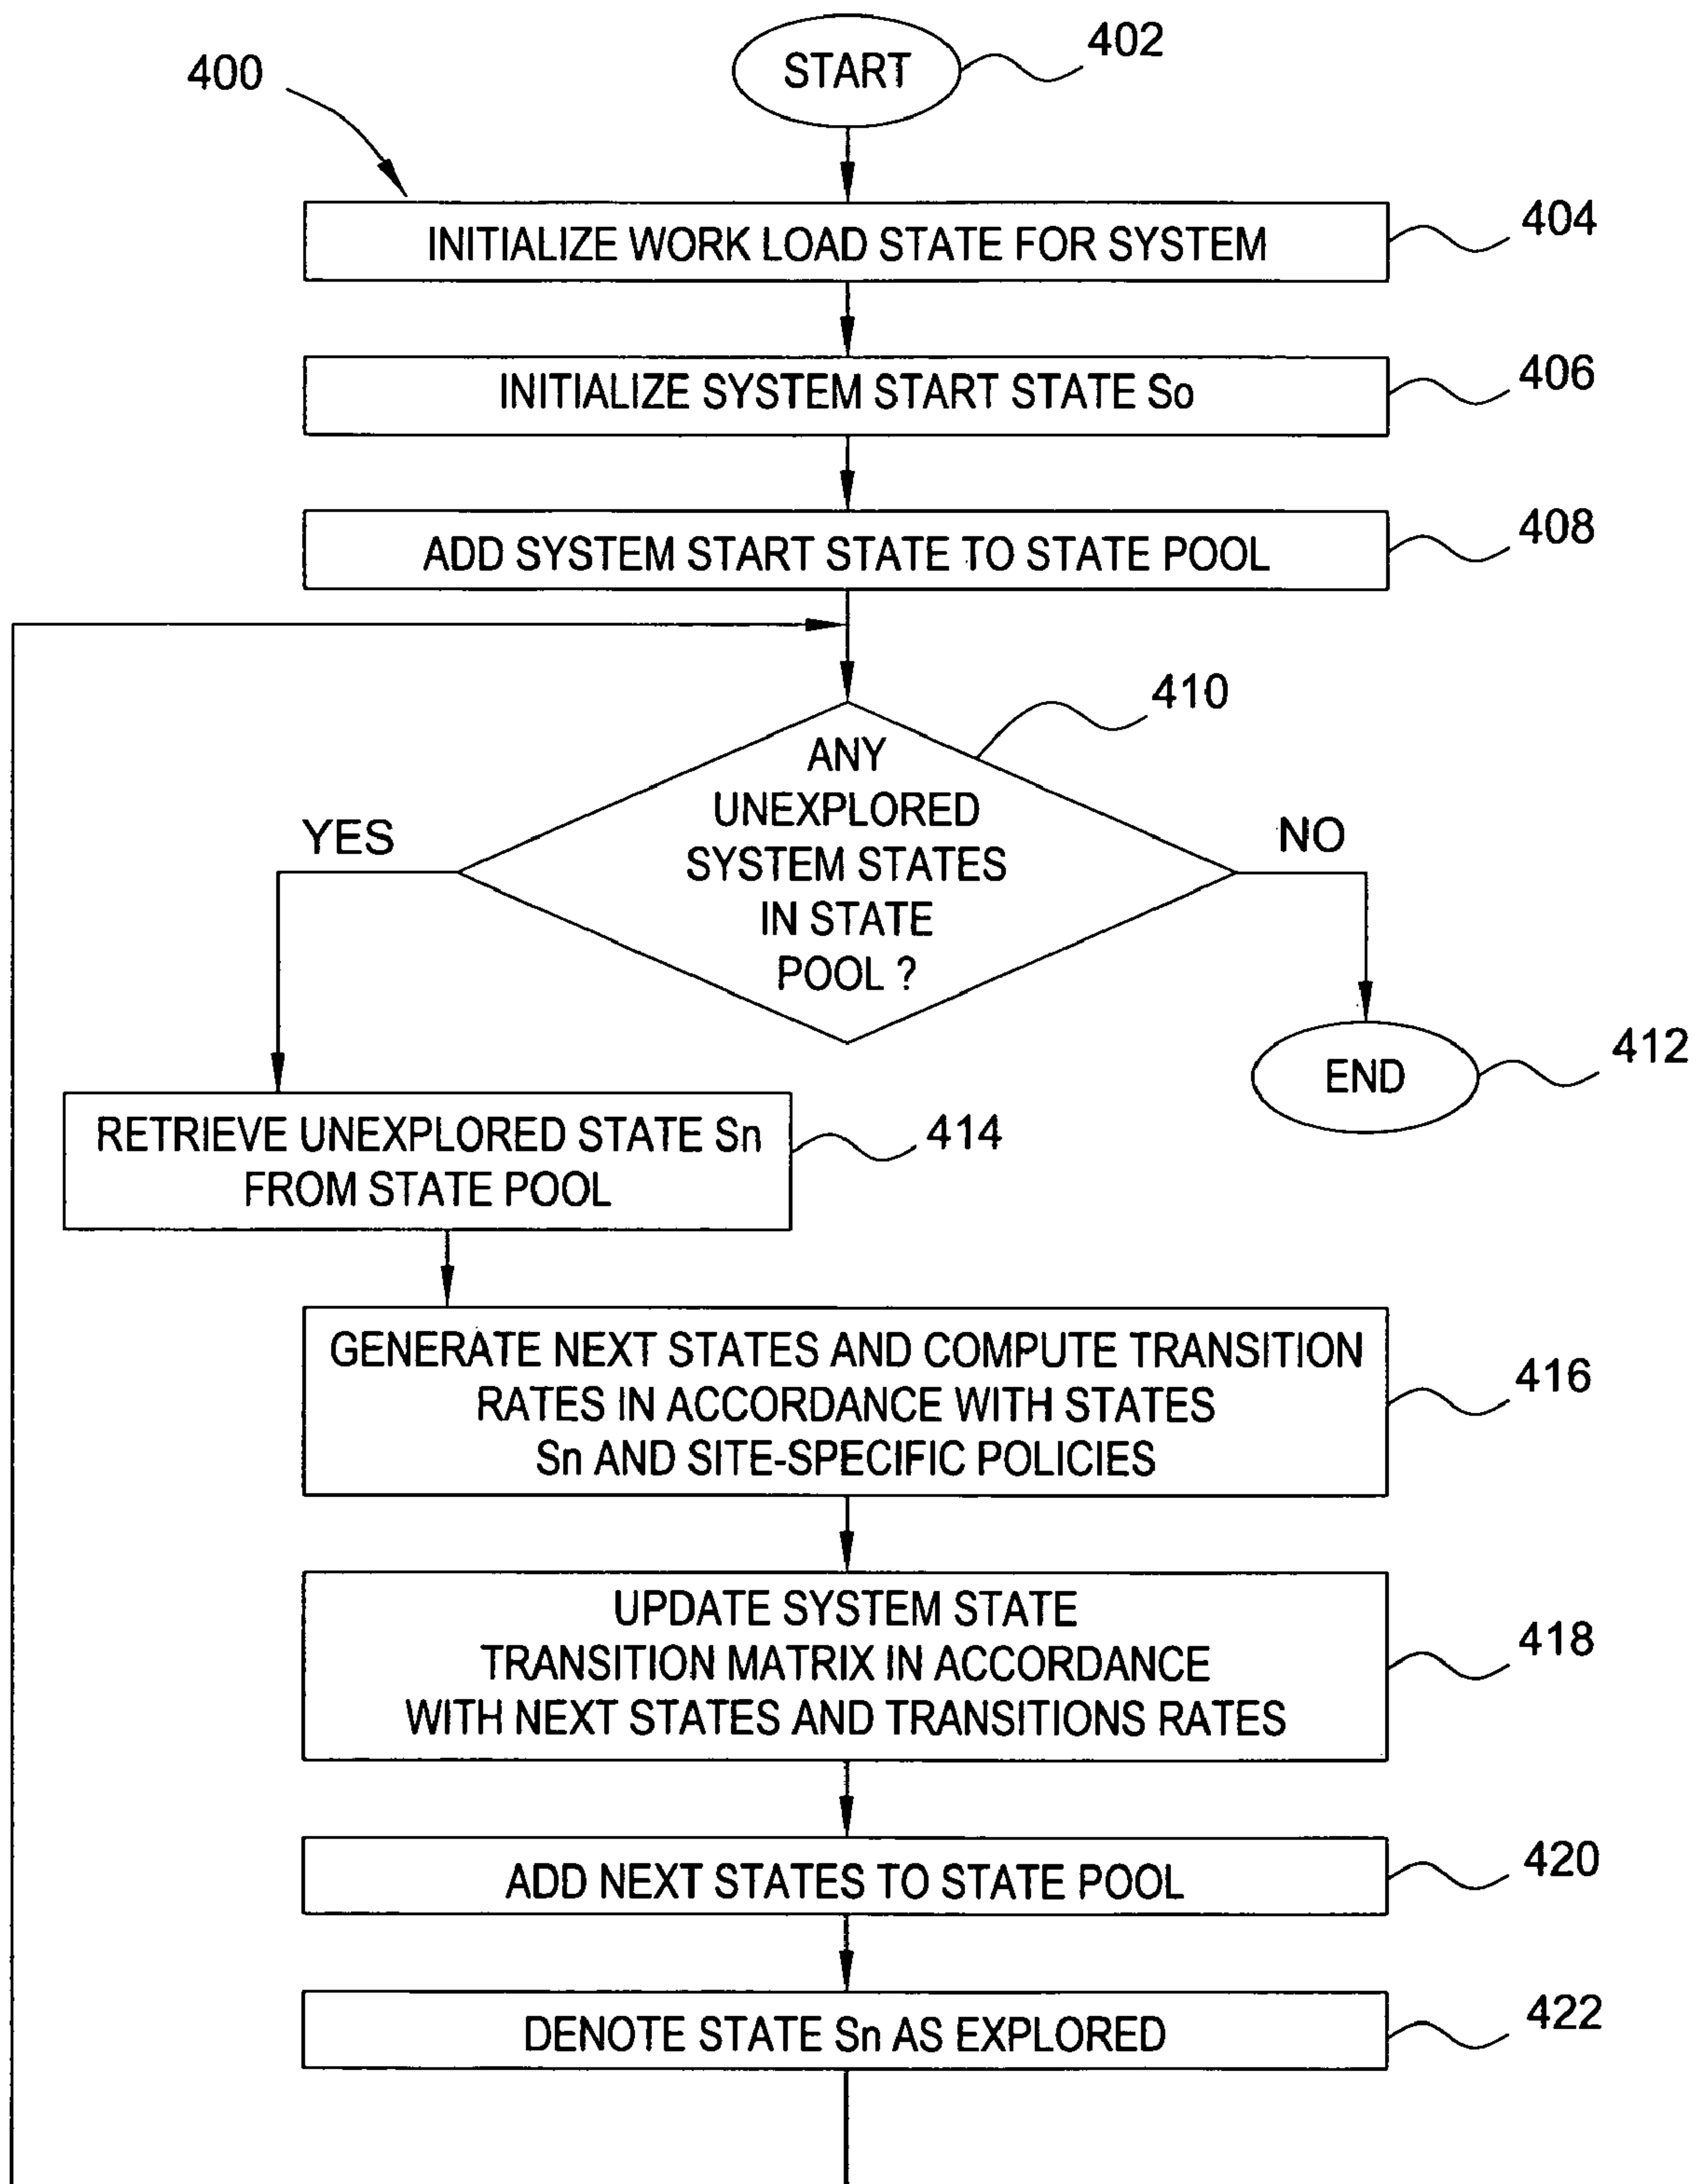 START
402
400
INITIALIZE WORK LOAD STATE FOR SYSTEM
404
INITIALIZE SYSTEM START STATE So
406
ADD SYSTEM START STATE TO STATE POOL
408
410
ANY
UNEXPLORED
SYSTEM STATES
IN STATE
POOL ?
YES
NO
END
412
RETRIEVE UNEXPLORED STATE Sn
FROM STATE POOL
414
GENERATE NEXT STATES AND COMPUTE TRANSITION
RATES IN ACCORDANCE WITH STATES
Sn AND SITE-SPECIFIC POLICIES
416
UPDATE SYSTEM STATE
TRANSITION MATRIX IN ACCORDANCE
WITH NEXT STATES AND TRANSITIONS RATES
418
ADD NEXT STATES TO STATE POOL
420
DENOTE STATE Sn AS EXPLORED
422